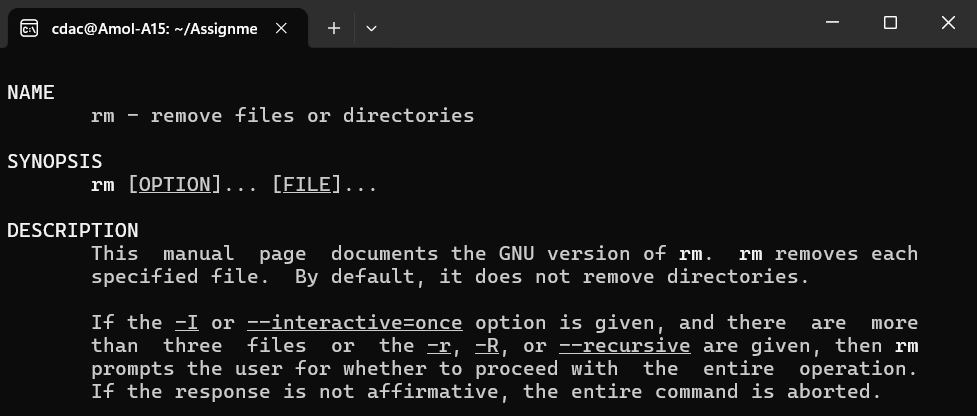 cdac@Amol-A15: ~/Assignme
NAME
rm - remove files or directories
SYNOPSIS
rm [OPTION]... [FILE]...
DESCRIPTION
This manual page documents the GNU version of rm. rm removes each
specified file. By default, it does not remove directories.
If the -I or --interactive=once option is given, and there are more
than three files or the -r, -R, or --recursive are given, then rm
prompts the user for whether to proceed with the entire operation.
If the response is not affirmative, the entire command is aborted.